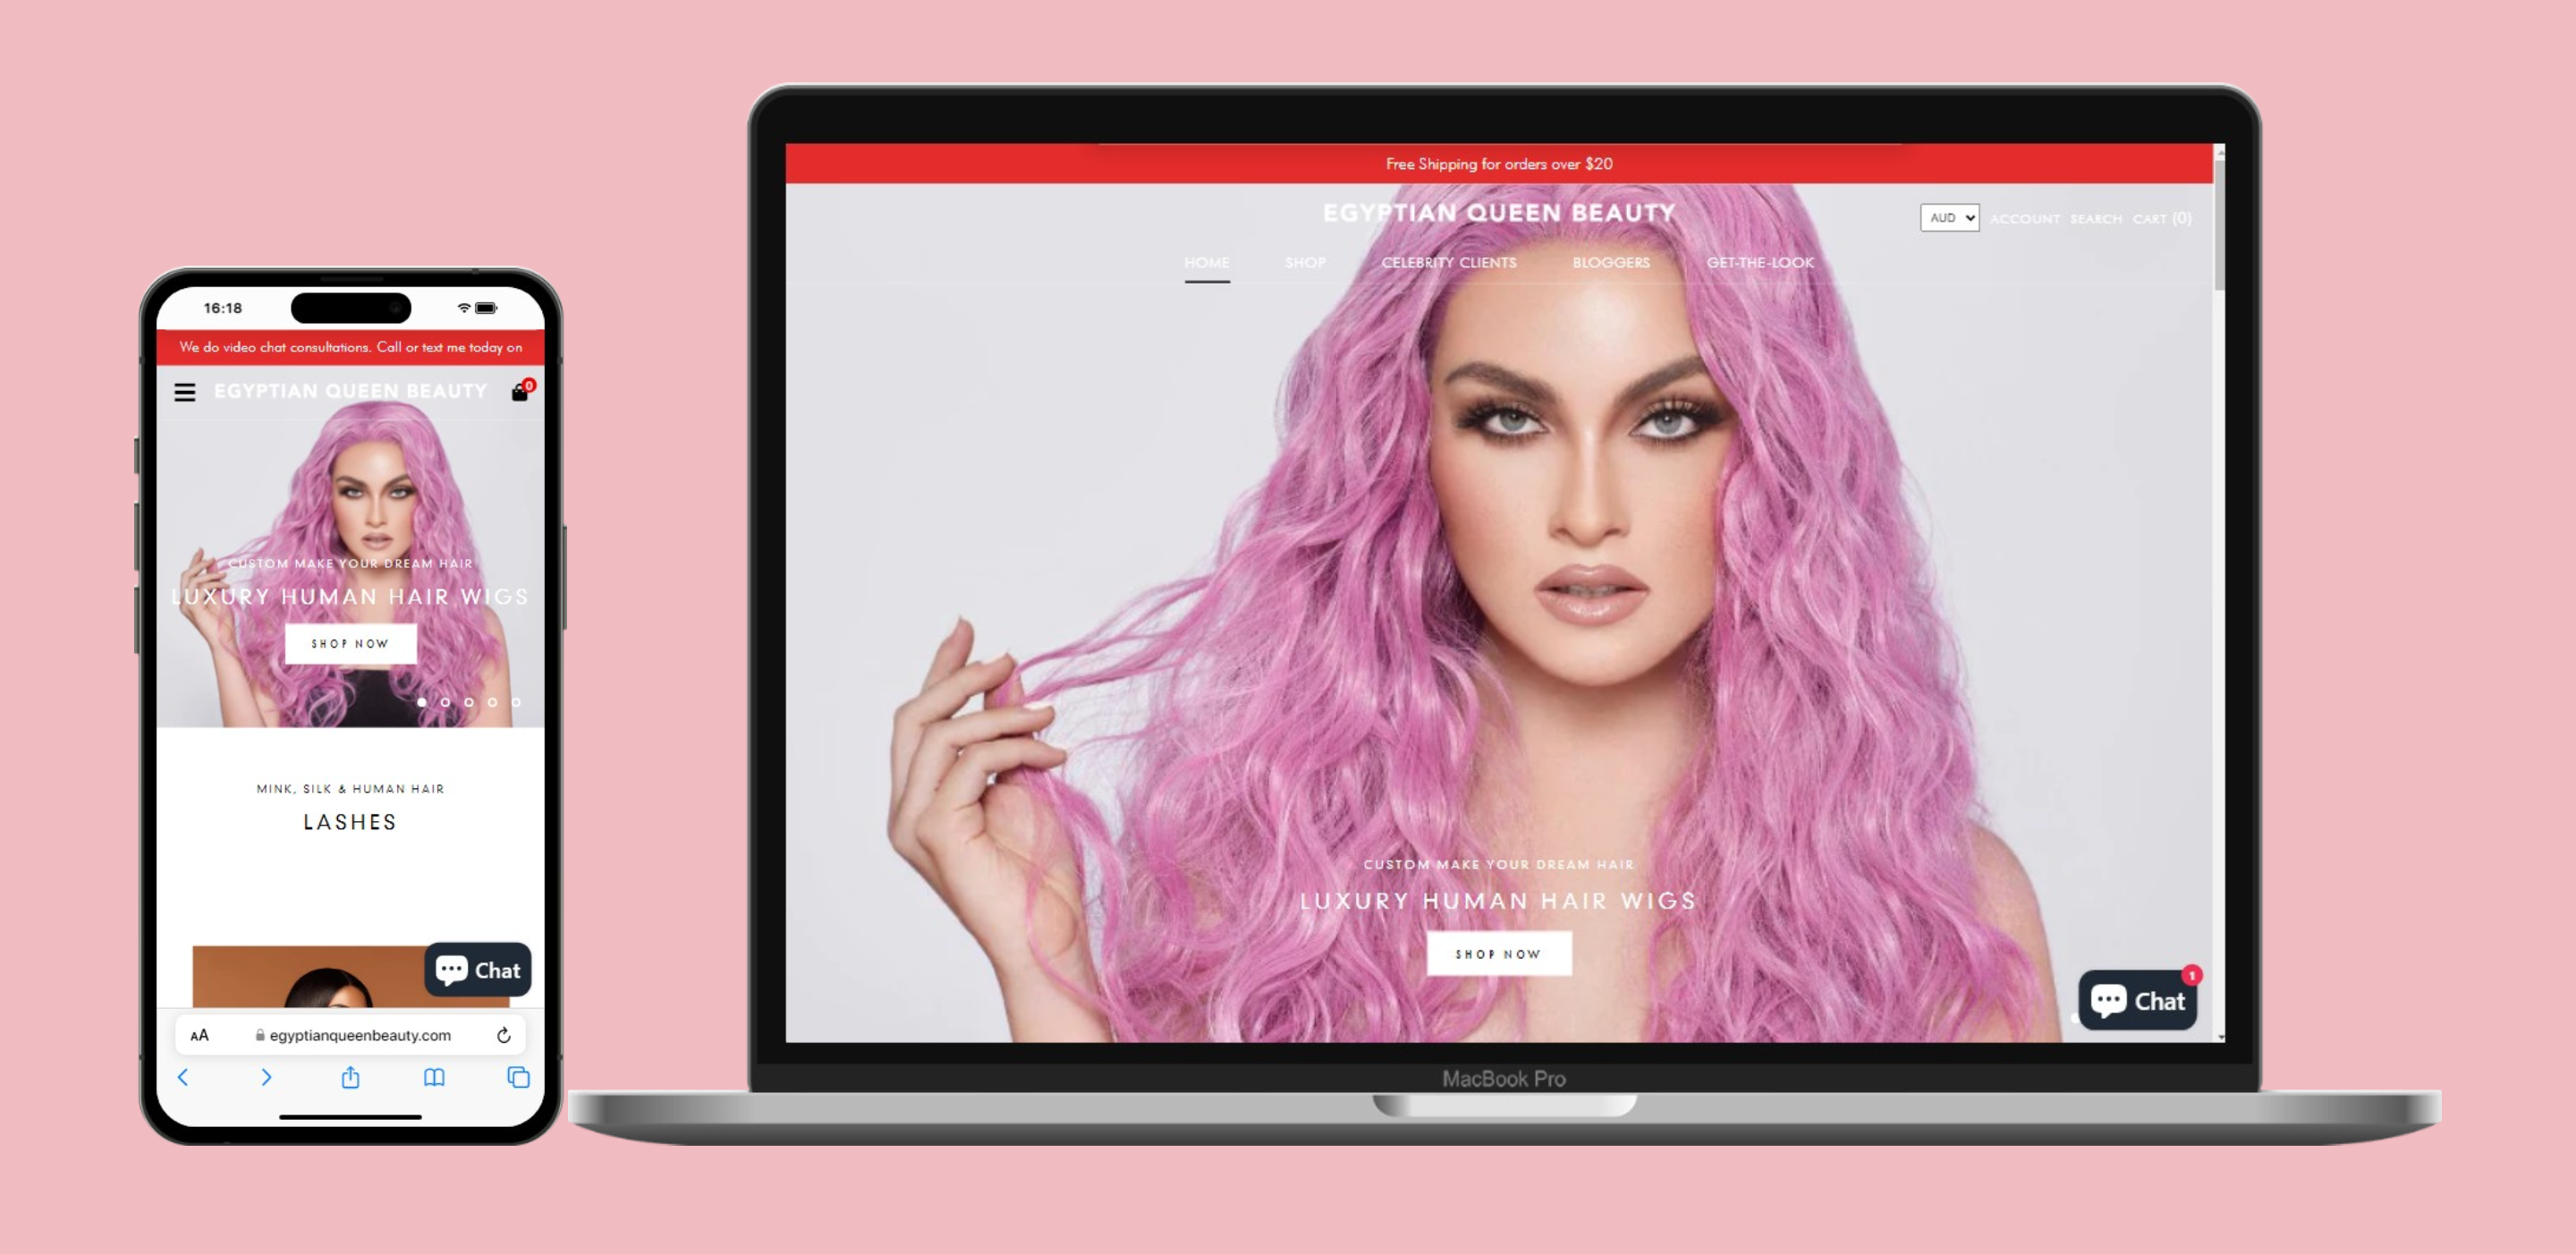 16:18
We do video chat consultations. Call or text me today on
EGYPTIAN QUEEN BEAUTY
0
CUSTOM MAKE YOUR DREAM HAIR
LUXURY HUMAN HAIR WIGS
SHOP NOW
MINK, SILK & HUMAN HAIR
LASHES
Chat
AA
egyptianqueenbeauty.com
Free Shipping for orders over $20
EGYPTIAN QUEEN BEAUTY
AUD ACCOUNT SEARCH CART (0)
HOME SHOP CELEBRITY CLIENTS BLOGGERS GET-THE-LOOK
CUSTOM MAKE YOUR DREAM HAIR
LUXURY HUMAN HAIR WIGS
SHOP NOW
1
Chat
MacBook Pro